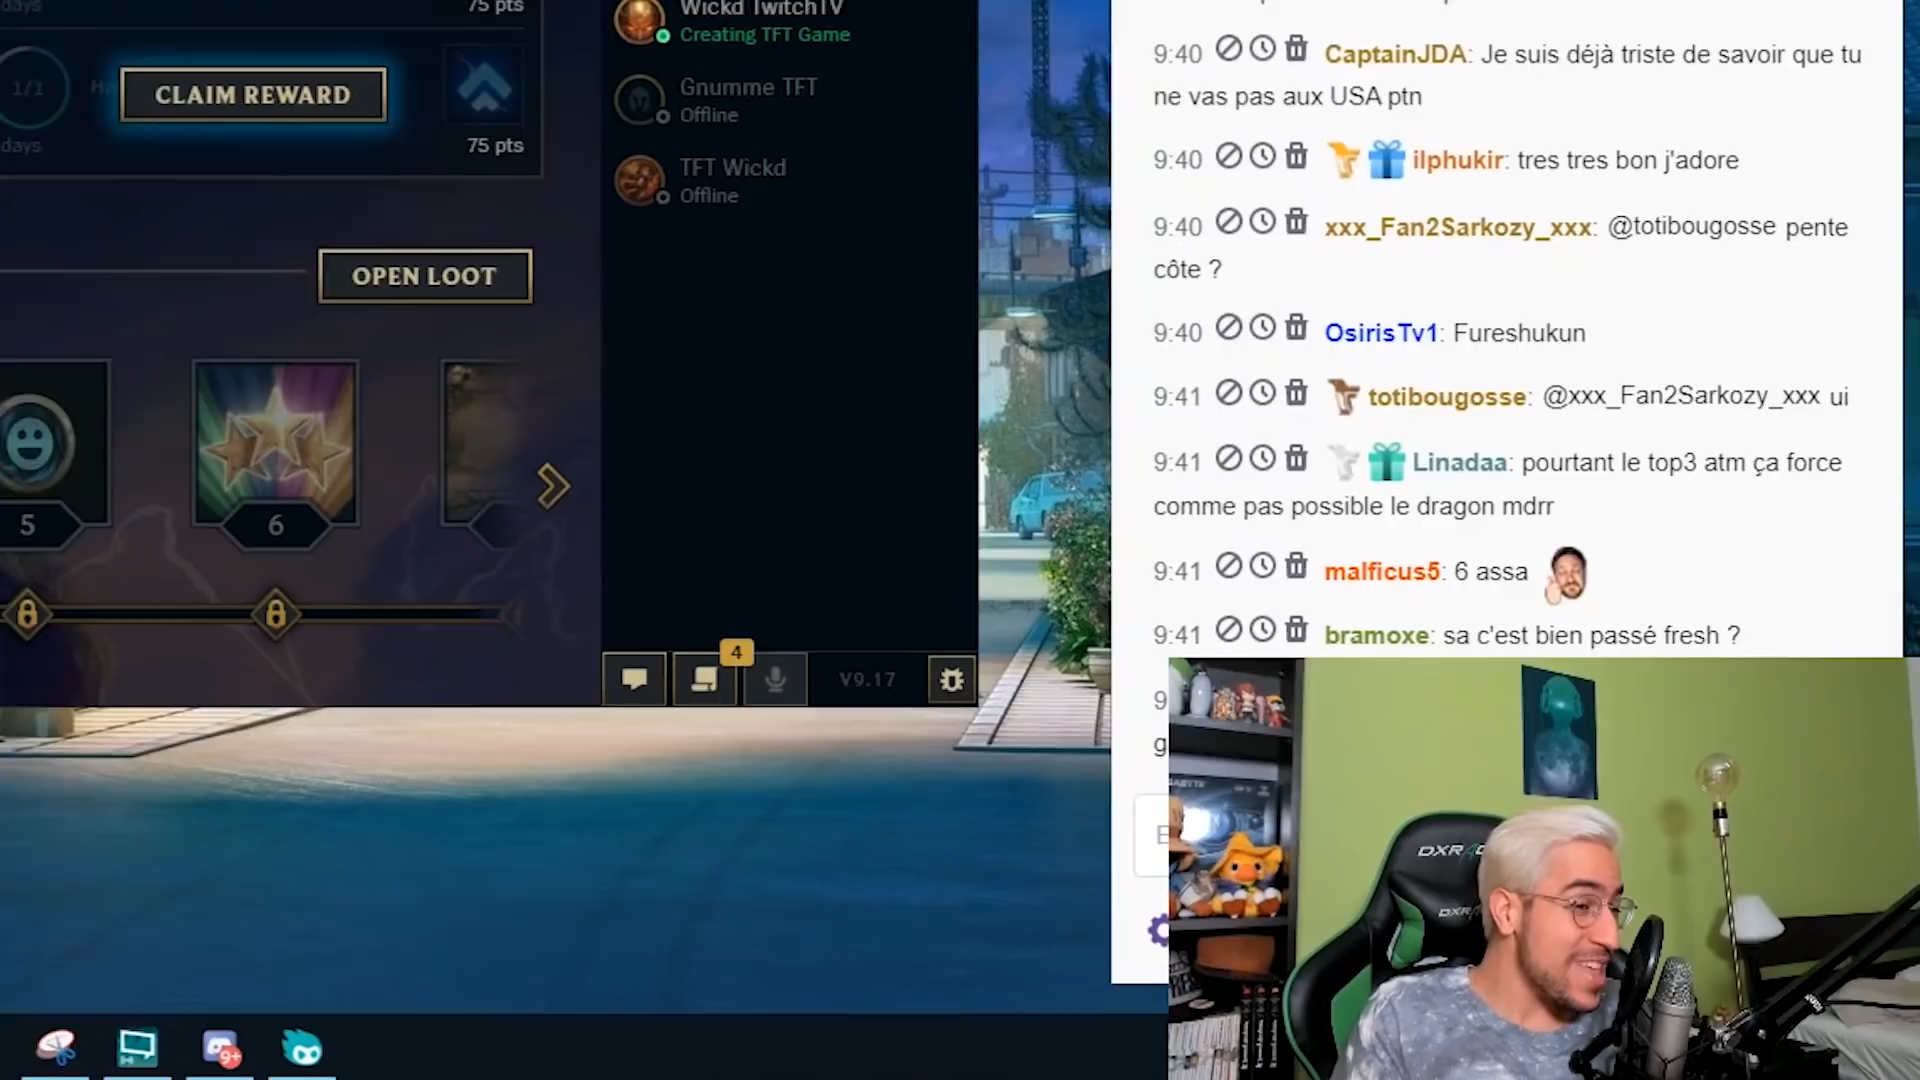 days
75 pts
1/1
CLAIM REWARD
days
75 pts
OPEN LOOT
5
6
Wickd TwitchTV
Creating TFT Game
Gnumme TFT
Offline
TFT Wickd
Offline
4
V9.17
9:40 CaptainJDA: Je suis déjà triste de savoir que tu
ne vas pas aux USA ptn
9:40 ilphukir: tres tres bon j'adore
9:40 xxx_Fan2Sarkozy_xxx: @totibougosse pente
côte ?
9:40 OsirisTv1: Fureshukun
9:41 totibougosse: @xxx_Fan2Sarkozy_xxx ui
9:41 Linadaa: pourtant le top3 atm ça force
comme pas possible le dragon mdrr
9:41 malficus5: 6 assa
9:41 bramoxe: sa c'est bien passé fresh ?
9
g
E
DXR
DXR
9+